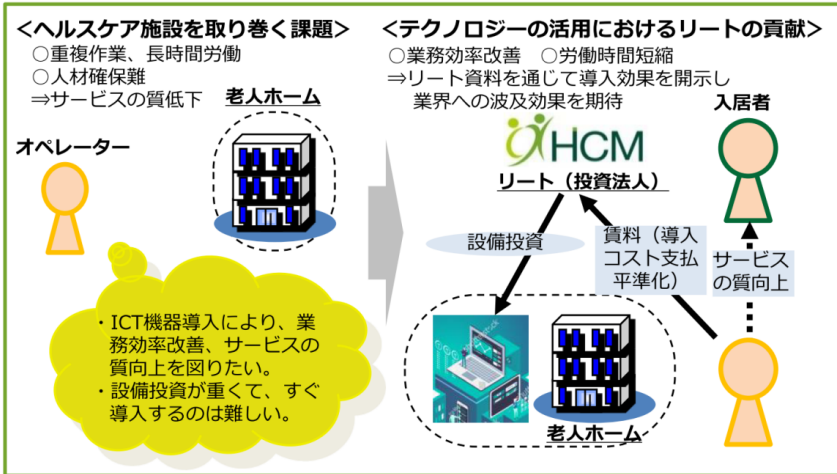 ＜ヘルスケア施設を取り巻く課題＞
○重複作業、長時間労働
○人材確保難
⇒サービスの質低下
老人ホーム
オペレーター
・ICT機器導入により、業
務効率改善、サービスの
質向上を図りたい。
・設備投資が重くて、すぐ
導入するのは難しい。
＜テクノロジーの活用におけるリートの貢献＞
○業務効率改善　○労働時間短縮
⇒リート資料を通じて導入効果を開示し
業界への波及効果を期待
入居者
HCM
リート（投資法人）
設備投資
賃料（導入
コスト支払
平準化）
サービス
の質向上
老人ホーム